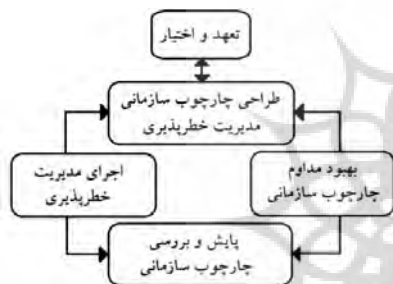 تعهد و اختیار
طراحی چارچوب سازمانی
مدیریت خطرپذیری
اجرای مدیریت
خطرپذیری
بهبود مداوم
چارچوب سازمانی
پایش و بررسی
چارچوب سازمانی